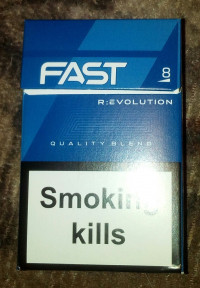 FAST
8
R:EVOLUTION
QUALITY BLEND
Smoking
kills